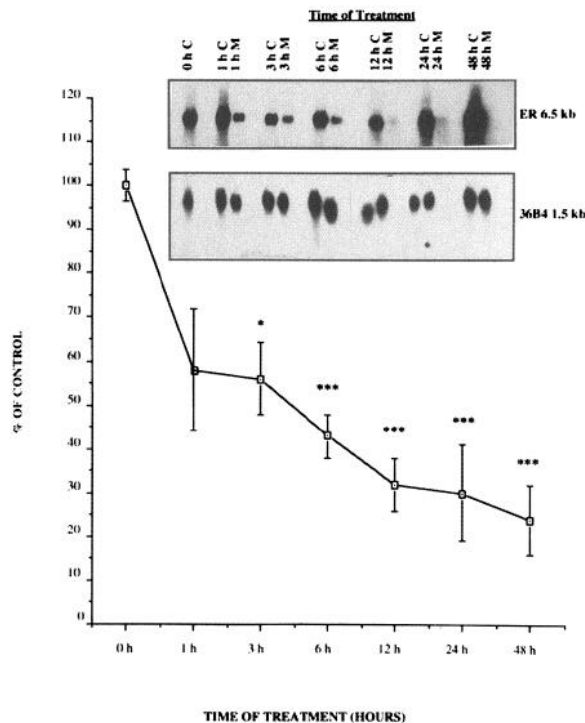 Time of Treatment
0 h C
1 h C
1 h M
3 h C
3 h M
6 h C
6 h M
12 h C
12 h M
24 h C
24 h M
48 h C
48 h M
ER 6.5 kb
36B4 1.5 kb
120
110
100
90
80
70
60
50
40
30
20
10
0
% OF CONTROL
*
***
***
***
***
0 h
1 h
3 h
6 h
12 h
24 h
48 h
TIME OF TREATMENT (HOURS)